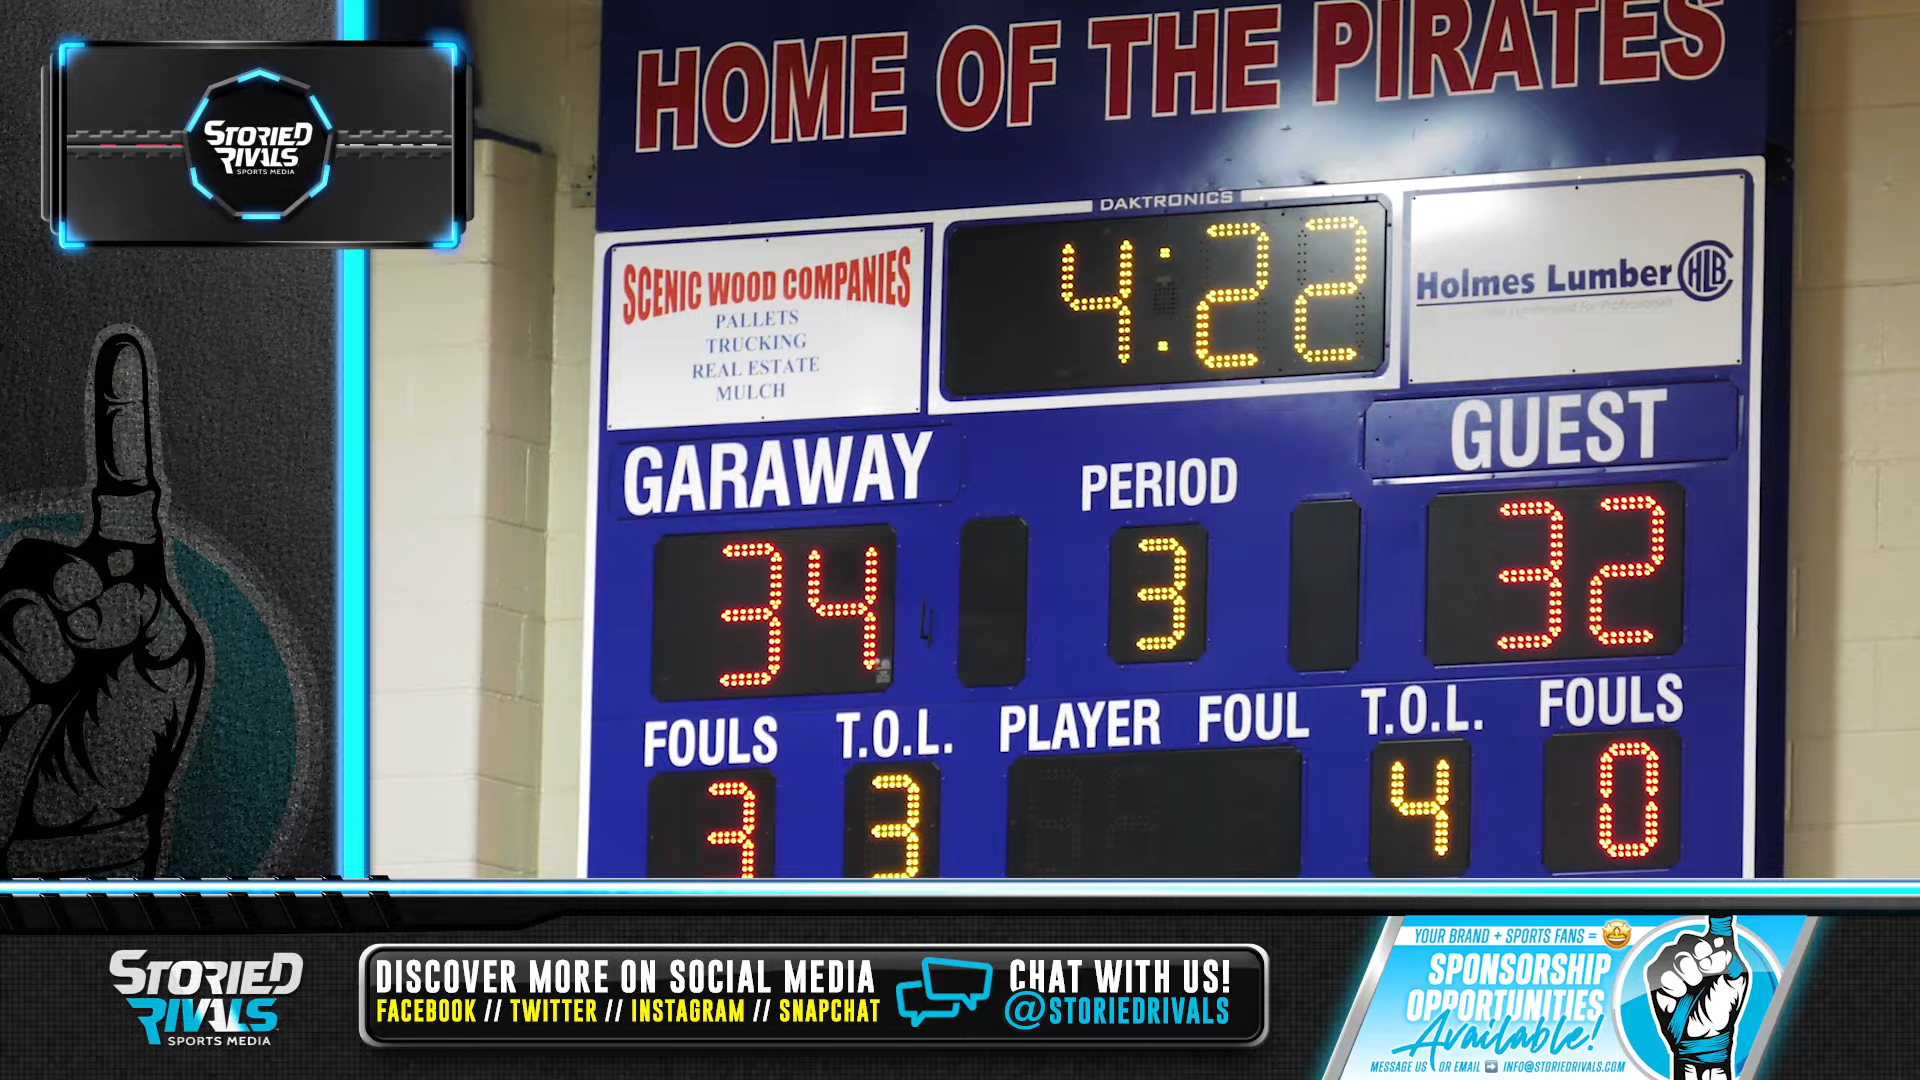 HOME OF THE PIRATES
STORIED
RIVALS
SPORTS MEDIA
DAKTRONICS
4:22
SCENIC WOOD COMPANIES
PALLETS
TRUCKING
REAL ESTATE
MULCH
Holmes Lumber HLB
GARAWAY
PERIOD
GUEST
34
3
32
FOULS T.O.L. PLAYER FOUL T.O.L. FOULS
3 3 4 0
STORIED
RIVALS
SPORTS MEDIA
DISCOVER MORE ON SOCIAL MEDIA
FACEBOOK // TWITTER // INSTAGRAM // SNAPCHAT
CHAT WITH US!
@STORIEDRIVALS
YOUR BRAND + SPORTS FANS = 🤩
SPONSORSHIP
OPPORTUNITIES
Available!
MESSAGE US OR EMAIL ➡ INFO@STORIEDRIVALS.COM